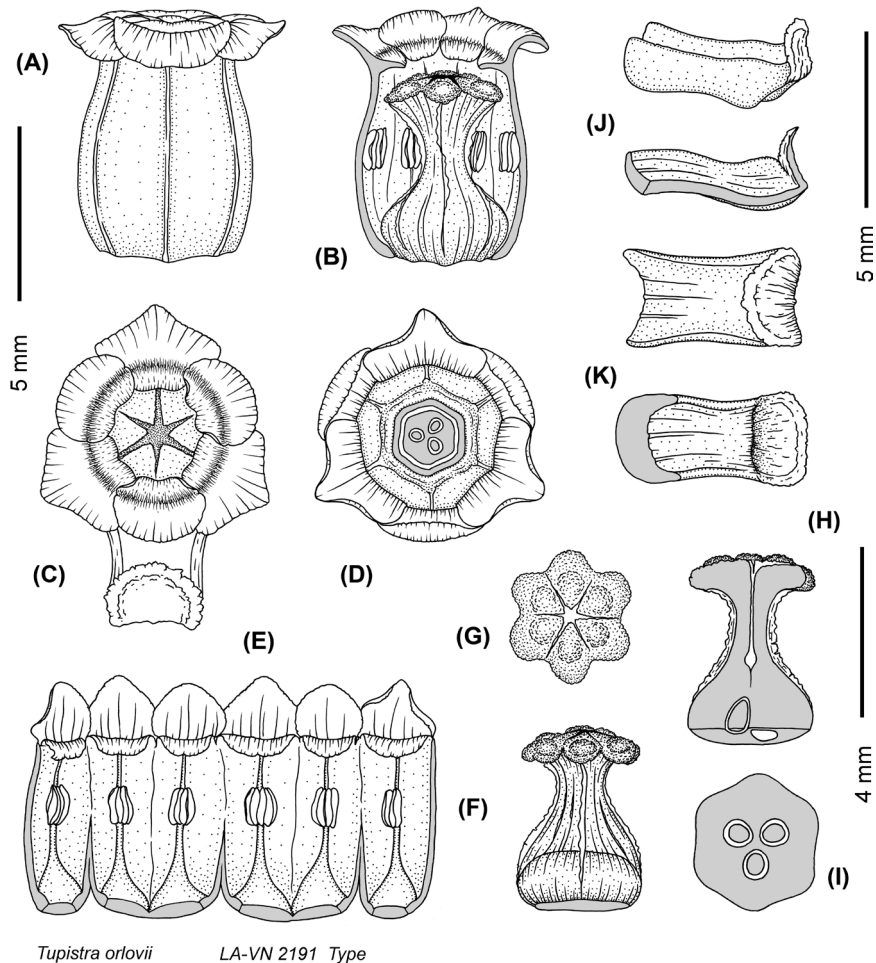 (A)
(B)
(J)
5 mm
5 mm
(K)
(C)
(D)
(H)
(E)
(G)
4 mm
(F)
(I)
Tupistra orlovii LA-VN 2191 Type